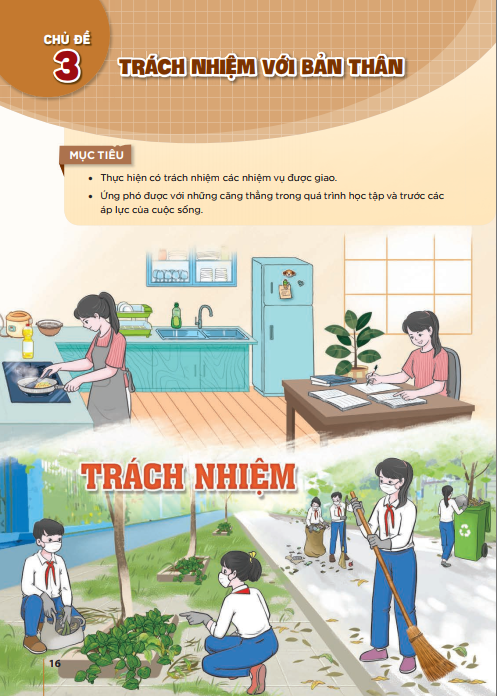 CHỦ ĐỀ
3
TRÁCH NHIỆM VỚI BẢN THÂN
MỤC TIÊU
• Thực hiện có trách nhiệm các nhiệm vụ được giao.
• Ứng phó được với những căng thẳng trong quá trình học tập và trước các
áp lực của cuộc sống.
TRÁCH NHIỆM
16